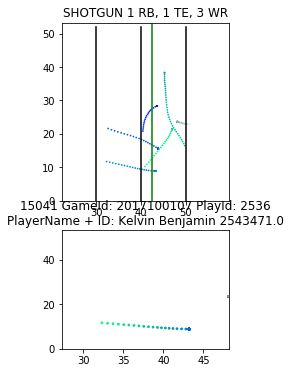 SHOTGUN 1 RB, 1 TE, 3 WR
50
40
30
20
10
0
30 40 50
15041 GameId: 2017100107 PlayId: 2536
PlayerName + ID: Kelvin Benjamin 2543471.0
40
20
0
30 35 40 45